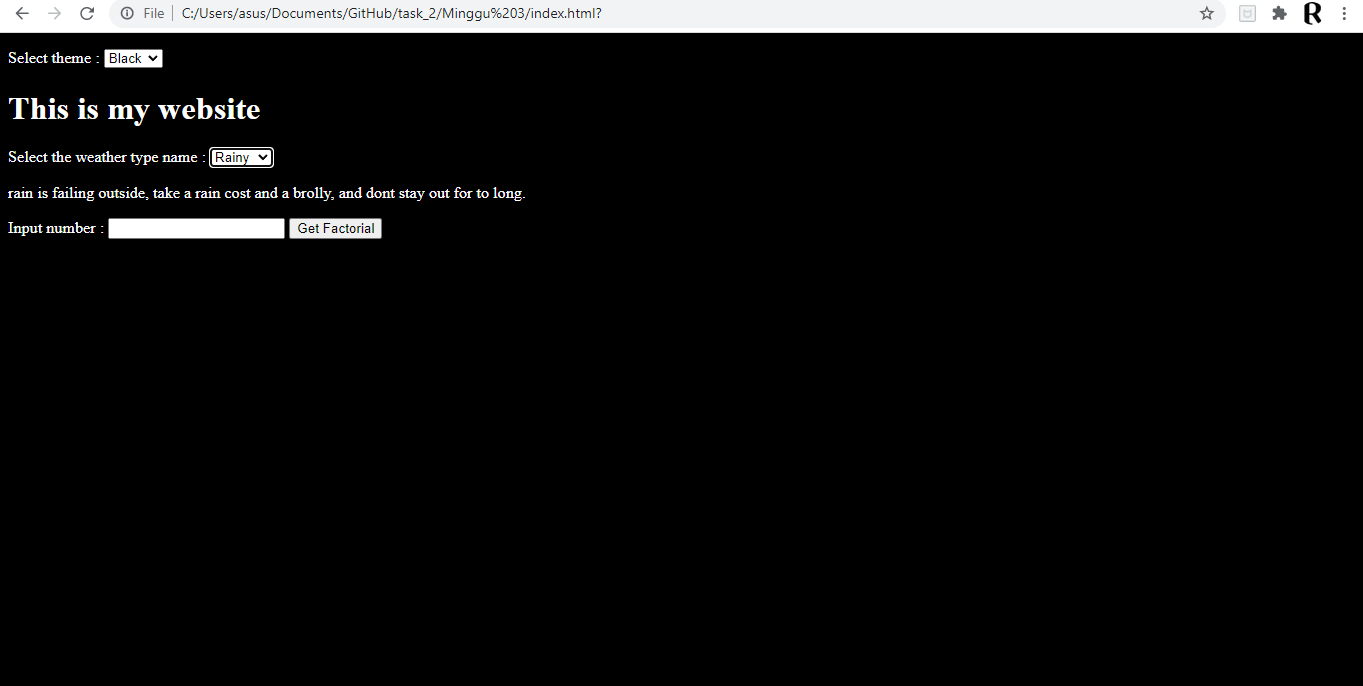 File C:/Users/asus/Documents/GitHub/task_2/Minggu%203/index.html?
Select theme : Black
This is my website
Select the weather type name : Rainy
rain is failing outside, take a rain cost and a brolly, and dont stay out for to long.
Input number : Get Factorial